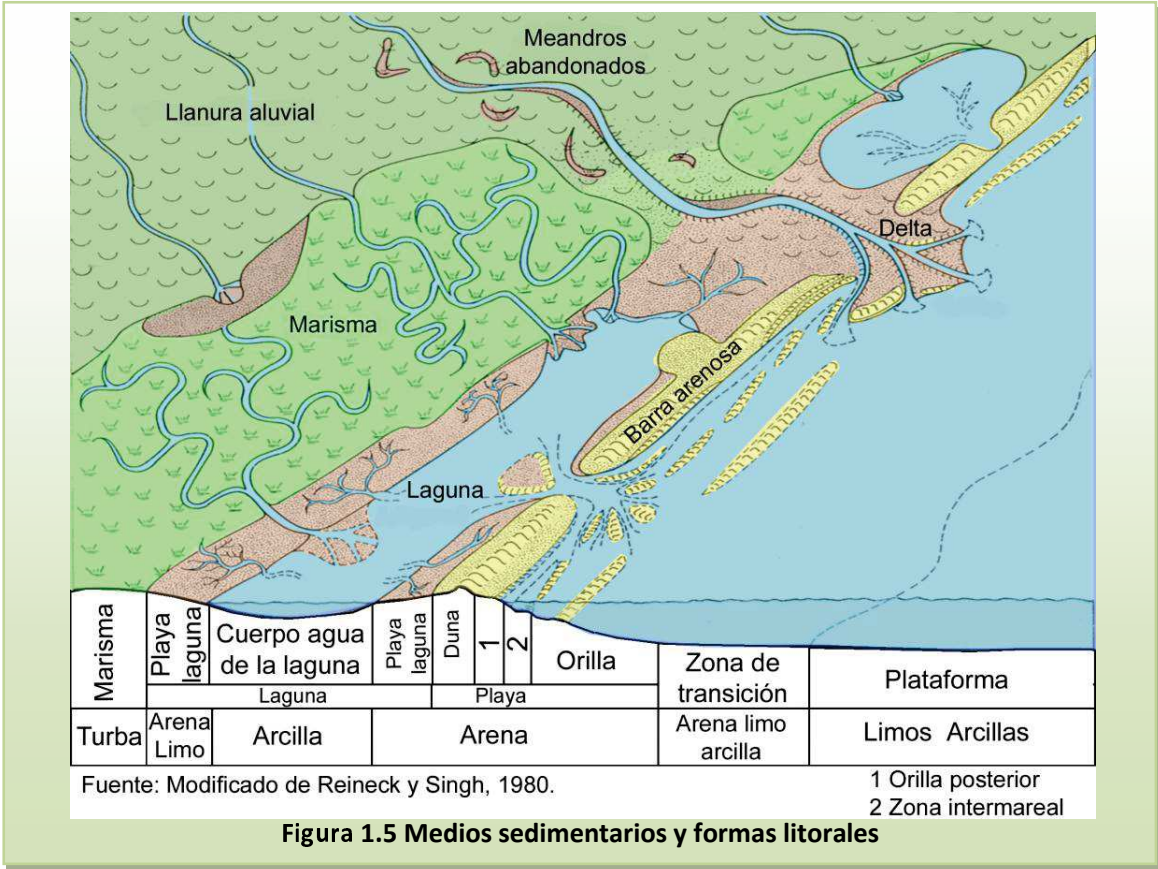 Meandros
abandonados
Llanura aluvial
Delta
Marisma
Barra arenosa
Laguna
Marisma
Playa
laguna
Cuerpo agua
de la laguna
Playa
laguna
Duna
1
2
Orilla
Zona de
transición
Plataforma
Laguna
Playa
Turba
Arena
Limo
Arcilla
Arena
Arena limo
arcilla
Limos Arcillas
Fuente: Modificado de Reineck y Singh, 1980.
1 Orilla posterior
2 Zona intermareal
Figura 1.5 Medios sedimentarios y formas litorales